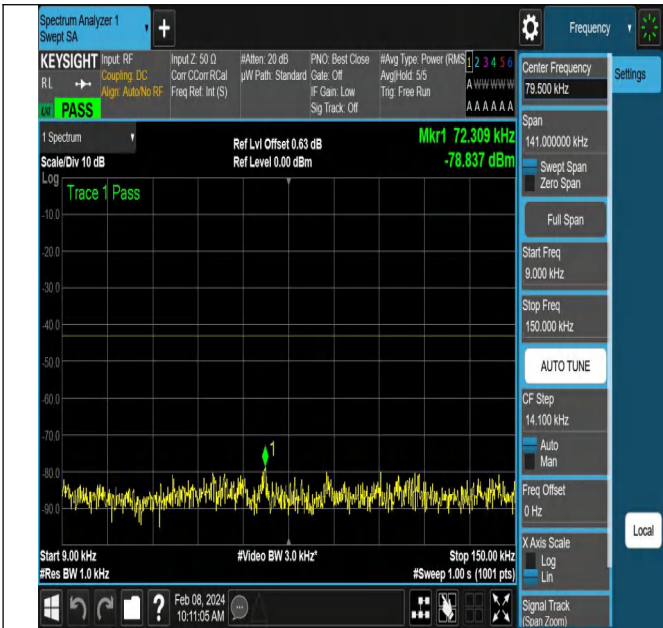 Spectrum Analyzer 1
Swept SA
+
Frequency
KEYSIGHT
RL
PASS
Input: RF
Coupling: DC
Align: Auto/No RF
Input Z: 50 Ω
Corr CCorr RCal
Freq Ref: Int (S)
#Atten: 20 dB
µW Path: Standard
PNO: Best Close
Gate: Off
IF Gain: Low
Sig Track: Off
#Avg Type: Power (RMS
Avg|Hold: 5/5
Trig: Free Run
1 2 3 4 5 6
A W W W W W
A A A A A A
1 Spectrum
Scale/Div 10 dB
Log
Ref Lvl Offset 0.63 dB
Ref Level 0.00 dBm
Mkr1 72.309 kHz
-78.837 dBm
Trace 1 Pass
-10.0
-20.0
-30.0
-40.0
-50.0
-60.0
-70.0
-80.0
-90.0
1
Start 9.00 kHz
#Res BW 1.0 kHz
#Video BW 3.0 kHz*
Stop 150.00 kHz
#Sweep 1.00 s (1001 pts)
Feb 08, 2024
10:11:05 AM
Center Frequency
79.500 kHz
Span
141.000000 kHz
Swept Span
Zero Span
Full Span
Start Freq
9.000 kHz
Stop Freq
150.000 kHz
AUTO TUNE
CF Step
14.100 kHz
Auto
Man
Freq Offset
0 Hz
X Axis Scale
Log
Lin
Signal Track
(Span Zoom)
Settings
Local